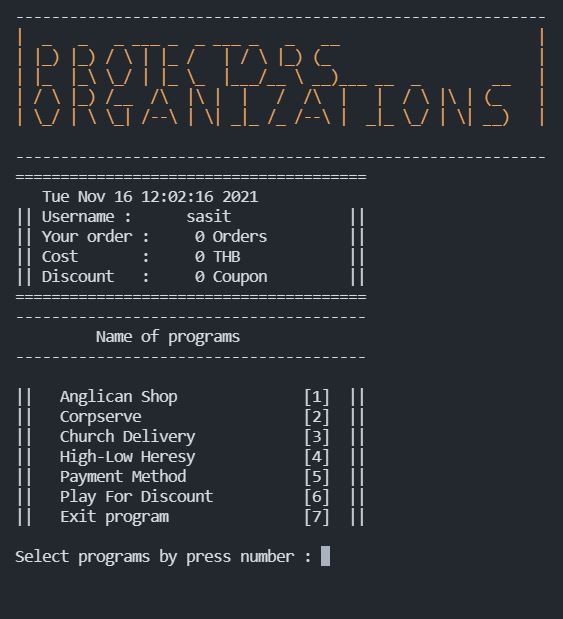 PROTECTORS
ORGANIZATIONS
Tue Nov 16 12:02:16 2021
|| Username : sasit ||
|| Your order : 0 Orders ||
|| Cost : 0 THB ||
|| Discount : 0 Coupon ||
Name of programs
|| Anglican Shop [1] ||
|| Corpserve [2] ||
|| Church Delivery [3] ||
|| High-Low Heresy [4] ||
|| Payment Method [5] ||
|| Play For Discount [6] ||
|| Exit program [7] ||
Select programs by press number :